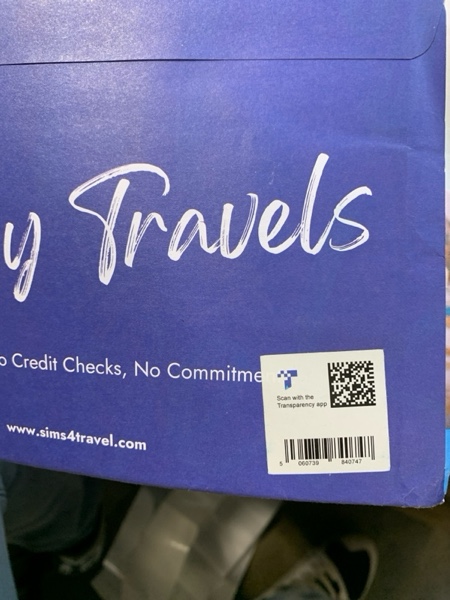 y Travels
o Credit Checks, No Commitme
www.sims4travel.com
Scan with the
Transparency app
5 060739 840747